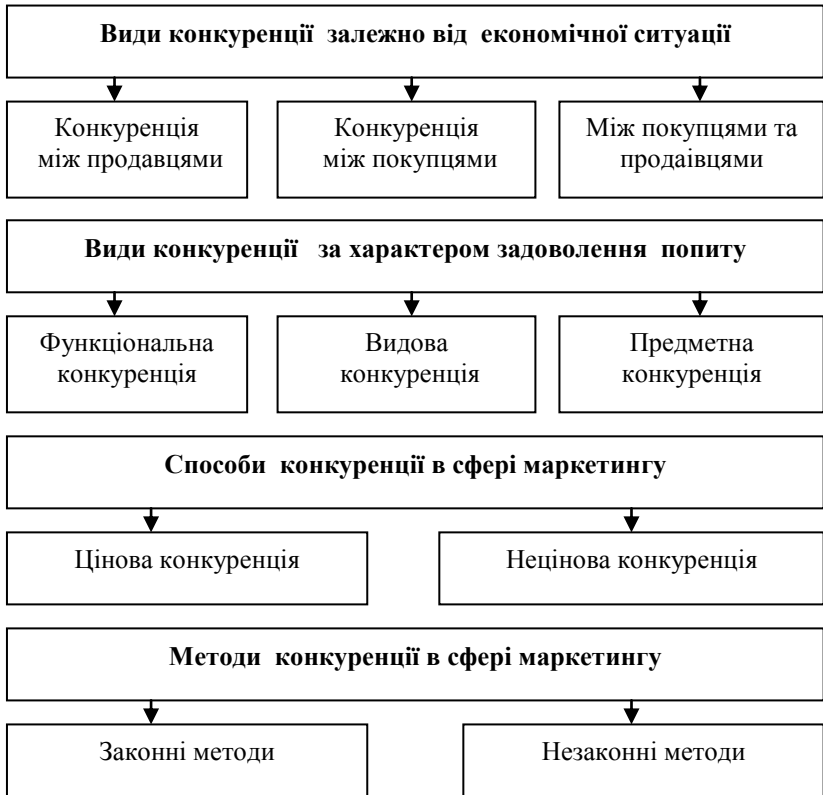 Види конкуренції залежно від економічної ситуації
Конкуренція
між продавцями
Конкуренція
між покупцями
Між покупцями та
продаівцями
Види конкуренції за характером задоволення попиту
Функціональна
конкуренція
Видова
конкуренція
Предметна
конкуренція
Способи конкуренції в сфері маркетингу
Цінова конкуренція
Нецінова конкуренція
Методи конкуренції в сфері маркетингу
Законні методи
Незаконні методи